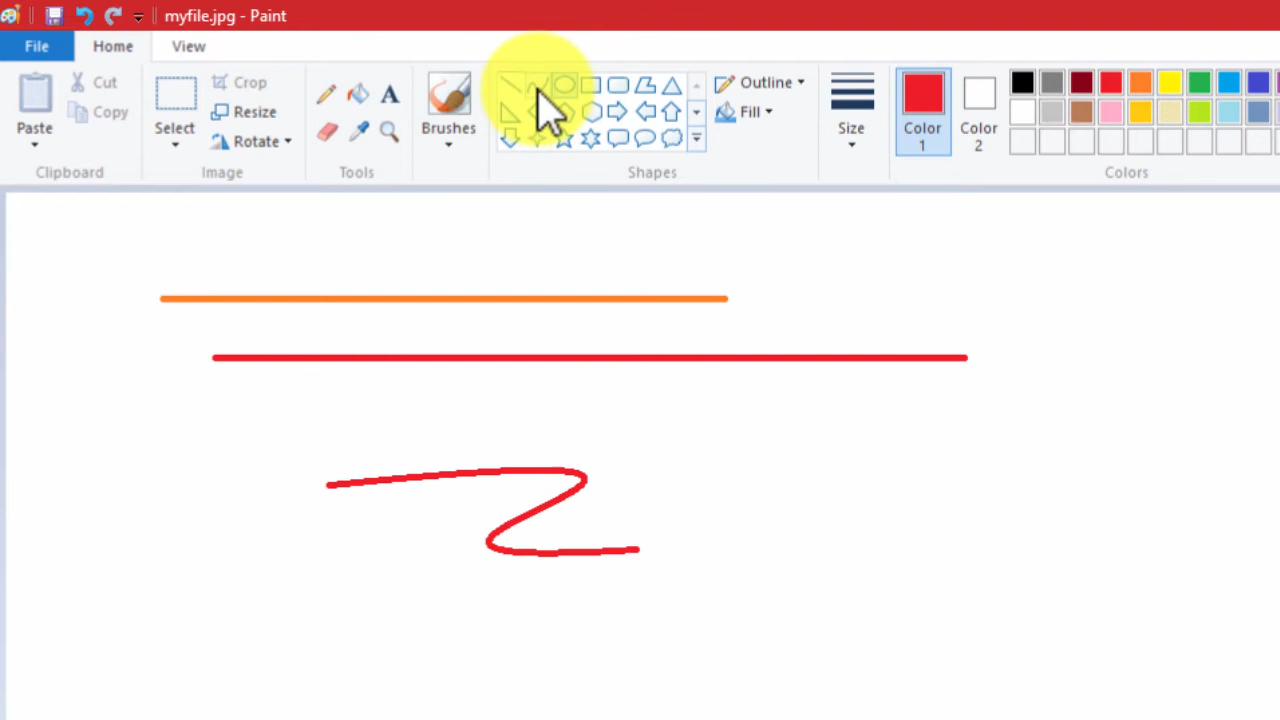 myfile.jpg - Paint
File Home View
Cut Crop Outline
Copy Resize Fill
Paste Select Rotate Brushes Size Color 1 Color 2
Clipboard Image Tools Shapes Colors